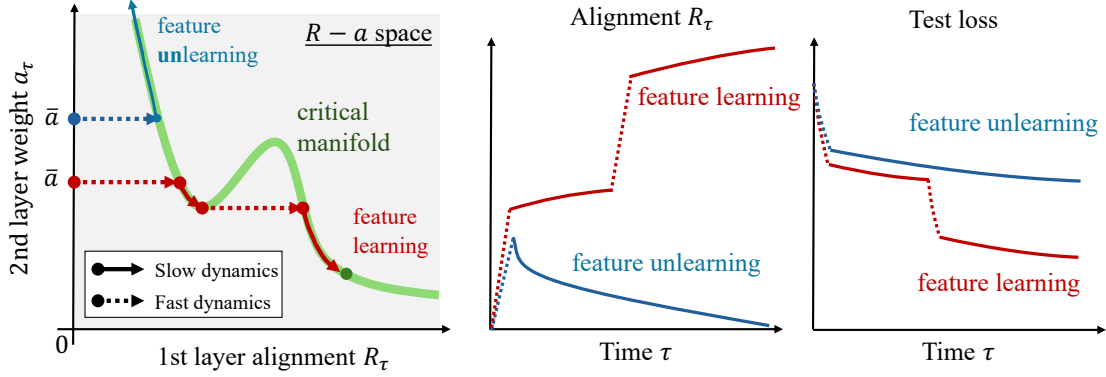 2nd layer weight a_τ
feature
unlearning
R − a space
ā
ā
critical
manifold
feature
learning
Slow dynamics
Fast dynamics
0
1st layer alignment R_τ
Alignment R_τ
feature learning
feature unlearning
Time τ
Test loss
feature unlearning
feature learning
Time τ